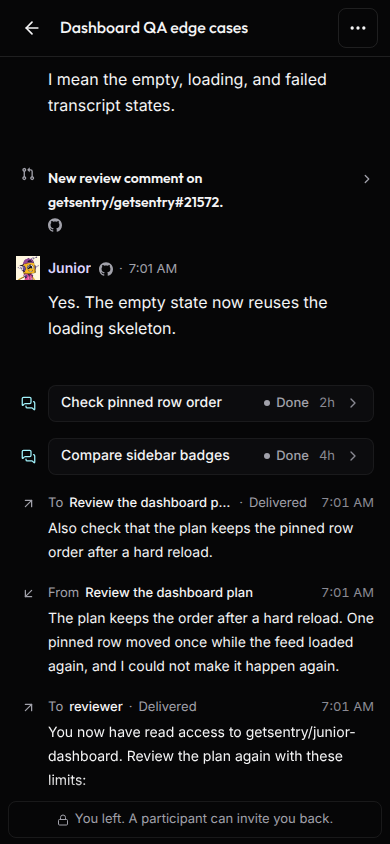 Dashboard QA edge cases
I mean the empty, loading, and failed
transcript states.
New review comment on
getsentry/getsentry#21572.
Junior · 7:01 AM
Yes. The empty state now reuses the
loading skeleton.
Check pinned row order Done 2h
Compare sidebar badges Done 4h
To Review the dashboard p... · Delivered 7:01 AM
Also check that the plan keeps the pinned row
order after a hard reload.
From Review the dashboard plan 7:01 AM
The plan keeps the order after a hard reload. One
pinned row moved once while the feed loaded
again, and I could not make it happen again.
To reviewer · Delivered 7:01 AM
You now have read access to getsentry/junior-
dashboard. Review the plan again with these
limits:
You left. A participant can invite you back.